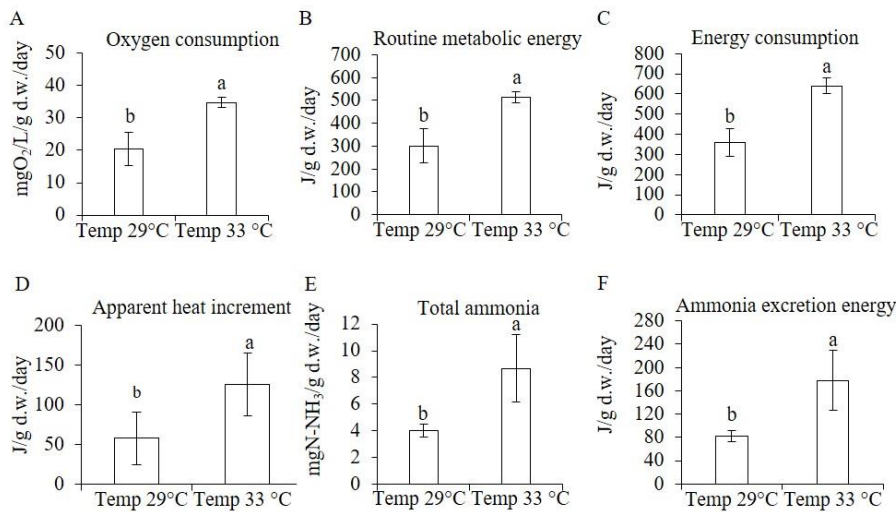 A
Oxygen consumption
mgO₂/L/g d.w./day
50
40
30
20
10
0
b
a
Temp 29°C Temp 33 °C
B
Routine metabolic energy
J/g d.w./day
700
600
500
400
300
200
100
0
b
a
Temp 29°C Temp 33 °C
C
Energy consumption
J/g d.w./day
800
700
600
500
400
300
200
100
0
b
a
Temp 29°C Temp 33 °C
D
Apparent heat increment
J/g d.w./day
200
150
100
50
0
b
a
Temp 29°C Temp 33 °C
E
Total ammonia
mgN-NH₃/g d.w./day
12
10
8
6
4
2
0
b
a
Temp 29°C Temp 33 °C
F
Ammonia excretion energy
J/g d.w./day
280
240
200
160
120
80
40
0
b
a
Temp 29°C Temp 33 °C